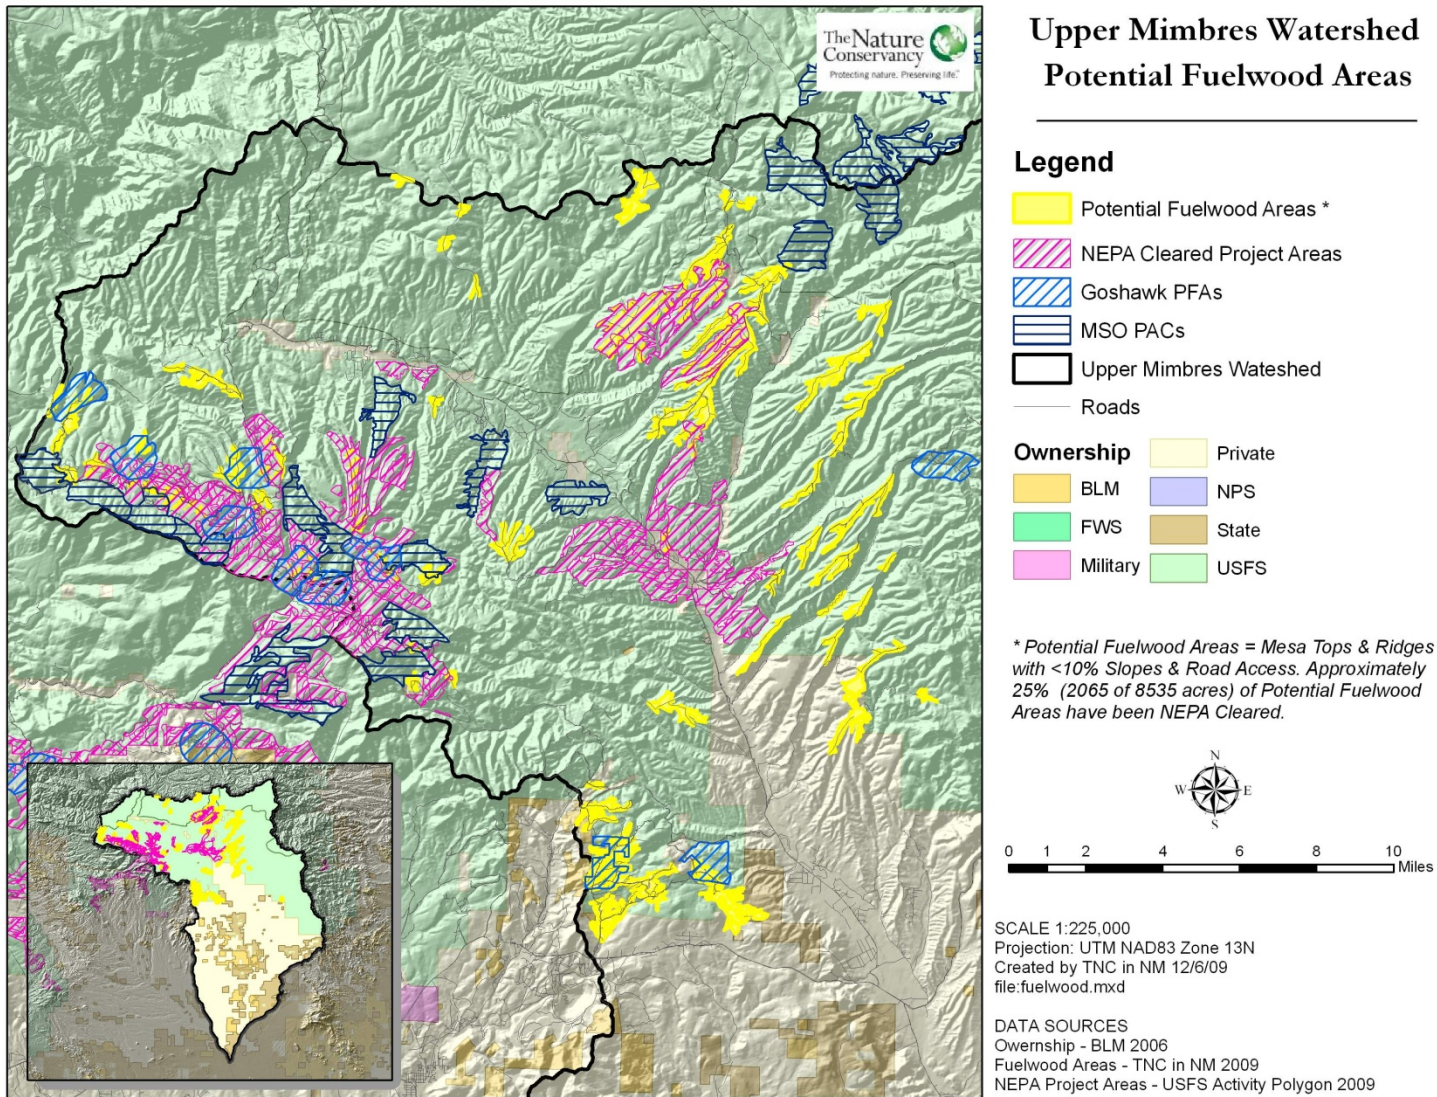 The Nature
Conservancy
Protecting nature. Preserving life.™
Upper Mimbres Watershed
Potential Fuelwood Areas
Legend
Potential Fuelwood Areas *
NEPA Cleared Project Areas
Goshawk PFAs
MSO PACs
Upper Mimbres Wateshed
Roads
Ownership
BLM
FWS
Military
Private
NPS
State
USFS
* Potential Fuelwood Areas = Mesa Tops & Ridges
with <10% Slopes & Road Access. Approximately
25% (2065 of 8535 acres) of Potential Fuelwood
Areas have been NEPA Cleared.
N
W E
S
0 1 2 4 6 8 10
Miles
SCALE 1:225,000
Projection: UTM NAD83 Zone 13N
Created by TNC in NM 12/6/09
file:fuelwood.mxd
DATA SOURCES
Owernship - BLM 2006
Fuelwood Areas - TNC in NM 2009
NEPA Project Areas - USFS Activity Polygon 2009